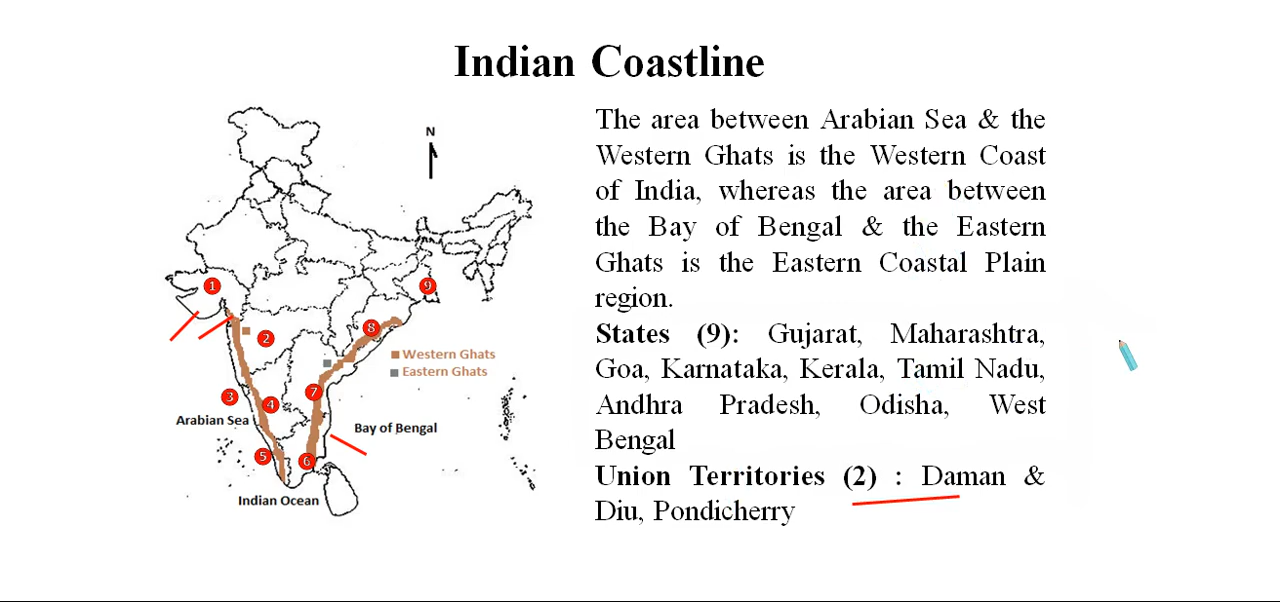 Indian Coastline
The area between Arabian Sea & the
Western Ghats is the Western Coast
of India, whereas the area between
the Bay of Bengal & the Eastern
Ghats is the Eastern Coastal Plain
region.
States (9): Gujarat, Maharashtra,
Goa, Karnataka, Kerala, Tamil Nadu,
Andhra Pradesh, Odisha, West
Bengal
Union Territories (2) : Daman &
Diu, Pondicherry
N
1
9
2
8
Western Ghats
Eastern Ghats
7
3
4
Arabian Sea
Bay of Bengal
5
6
Indian Ocean